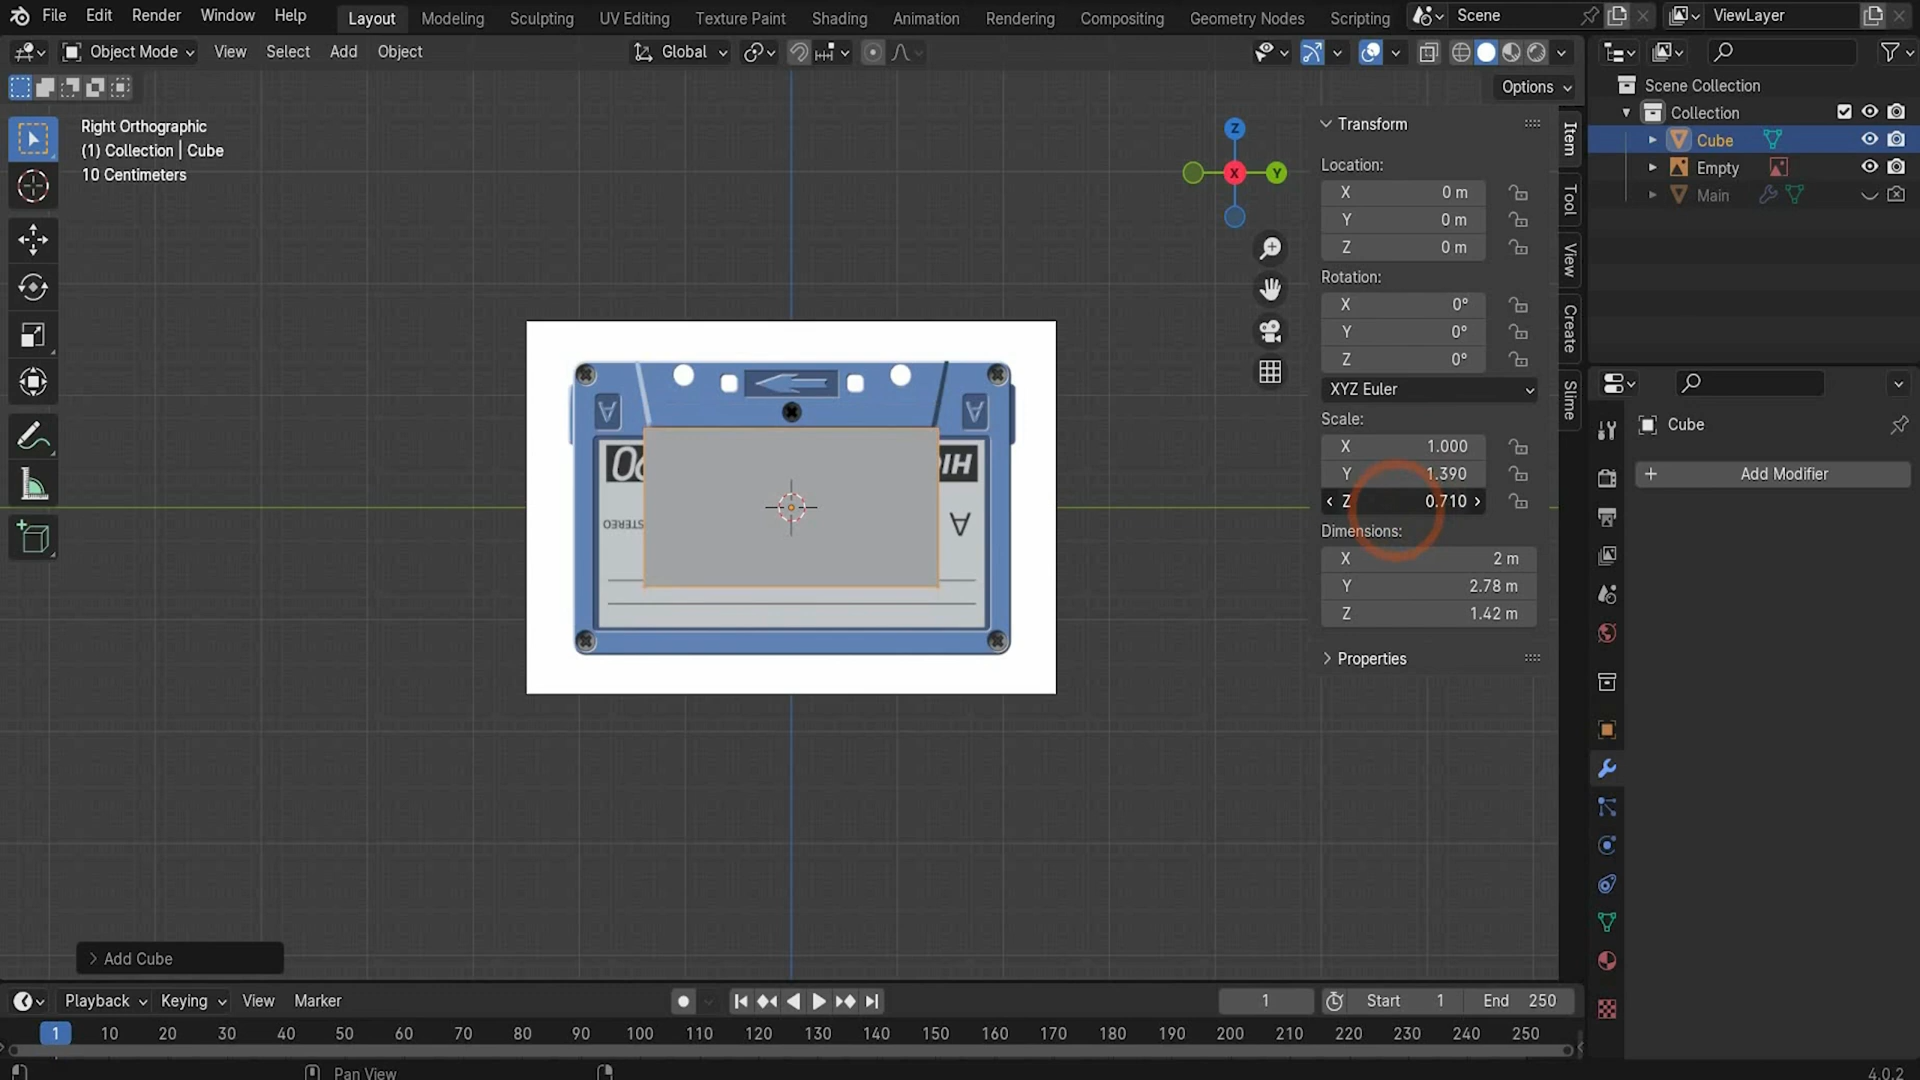 File Edit Render Window Help Layout Modeling Sculpting UV Editing Texture Paint Shading Animation Rendering Compositing Geometry Nodes Scripting Scene ViewLayer
Object Mode View Select Add Object Global
Options
Right Orthographic
(1) Collection | Cube
10 Centimeters
Z
X
Y
Transform
Location:
X 0 m
Y 0 m
Z 0 m
Rotation:
X 0°
Y 0°
Z 0°
XYZ Euler
Scale:
X 1.000
Y 1.390
Z 0.710
Dimensions:
X 2 m
Y 2.78 m
Z 1.42 m
Properties
Item
Tool
View
Create
Slime
Scene Collection
Collection
Cube
Empty
Main
Cube
Add Modifier
A A
HI
STEREO A
Add Cube
Playback Keying View Marker 1 Start 1 End 250
1 10 20 30 40 50 60 70 80 90 100 110 120 130 140 150 160 170 180 190 200 210 220 230 240 250
Pan View
4.0.2